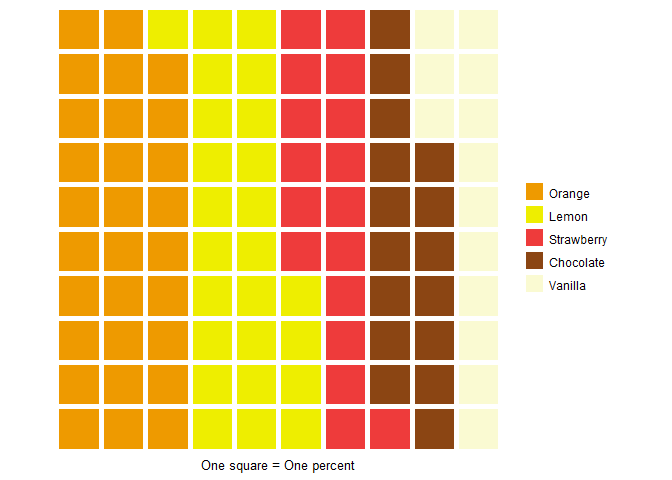 Orange
Lemon
Strawberry
Chocolate
Vanilla
One square = One percent